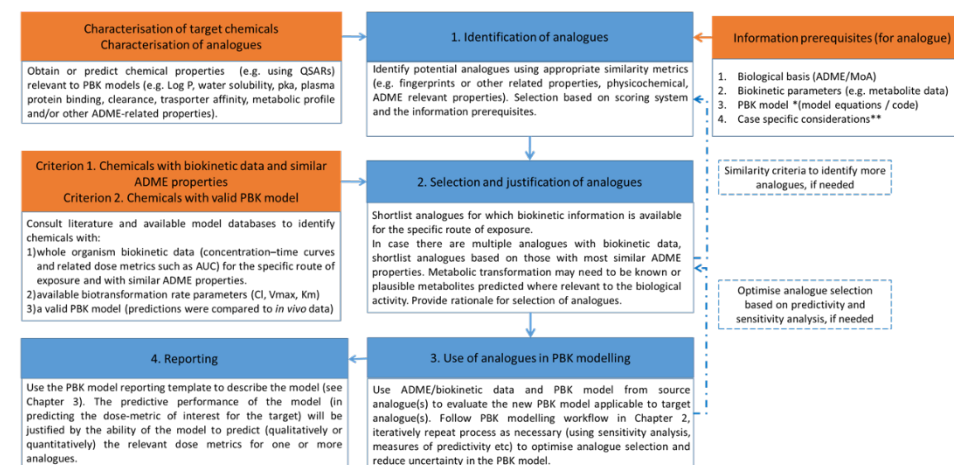 Characterisation of target chemicals
Characterisation of analogues
Obtain or predict chemical properties (e.g. using QSARs)
relevant to PBK models (e.g. Log P, water solubility, pka, plasma
protein binding, clearance, trasporter affinity, metabolic profile
and/or other ADME-related properties).
1. Identification of analogues
Identify potential analogues using appropriate similarity metrics
(e.g. fingerprints or other related properties, physicochemical,
ADME relevant properties). Selection based on scoring system
and the information prerequisites.
Information prerequisites (for analogue)
1. Biological basis (ADME/MoA)
2. Biokinetic parameters (e.g. metabolite data)
3. PBK model *(model equations / code)
4. Case specific considerations**
Similarity criteria to identify more
analogues, if needed
Criterion 1. Chemicals with biokinetic data and similar
ADME properties
Criterion 2. Chemicals with valid PBK model
Consult literature and available model databases to identify
chemicals with:
1)whole organism biokinetic data (concentration–time curves
and related dose metrics such as AUC) for the specific route of
exposure and with similar ADME properties.
2)available biotransformation rate parameters (Cl, Vmax, Km)
3)a valid PBK model (predictions were compared to in vivo data)
2. Selection and justification of analogues
Shortlist analogues for which biokinetic information is available
for the specific route of exposure.
In case there are multiple analogues with biokinetic data,
shortlist analogues based on those with most similar ADME
properties. Metabolic transformation may need to be known or
plausible metabolites predicted where relevant to the biological
activity. Provide rationale for selection of analogues.
Optimise analogue selection
based on predictivity and
sensitivity analysis, if needed
4. Reporting
Use the PBK model reporting template to describe the model (see
Chapter 3). The predictive performance of the model (in
predicting the dose-metric of interest for the target) will be
justified by the ability of the model to predict (qualitatively or
quantitatively) the relevant dose metrics for one or more
analogues.
3. Use of analogues in PBK modelling
Use ADME/biokinetic data and PBK model from source
analogue(s) to evaluate the new PBK model applicable to target
analogue(s). Follow PBK modelling workflow in Chapter 2,
iteratively repeat process as necessary (using sensitivity analysis,
measures of predictivity etc) to optimise analogue selection and
reduce uncertainty in the PBK model.